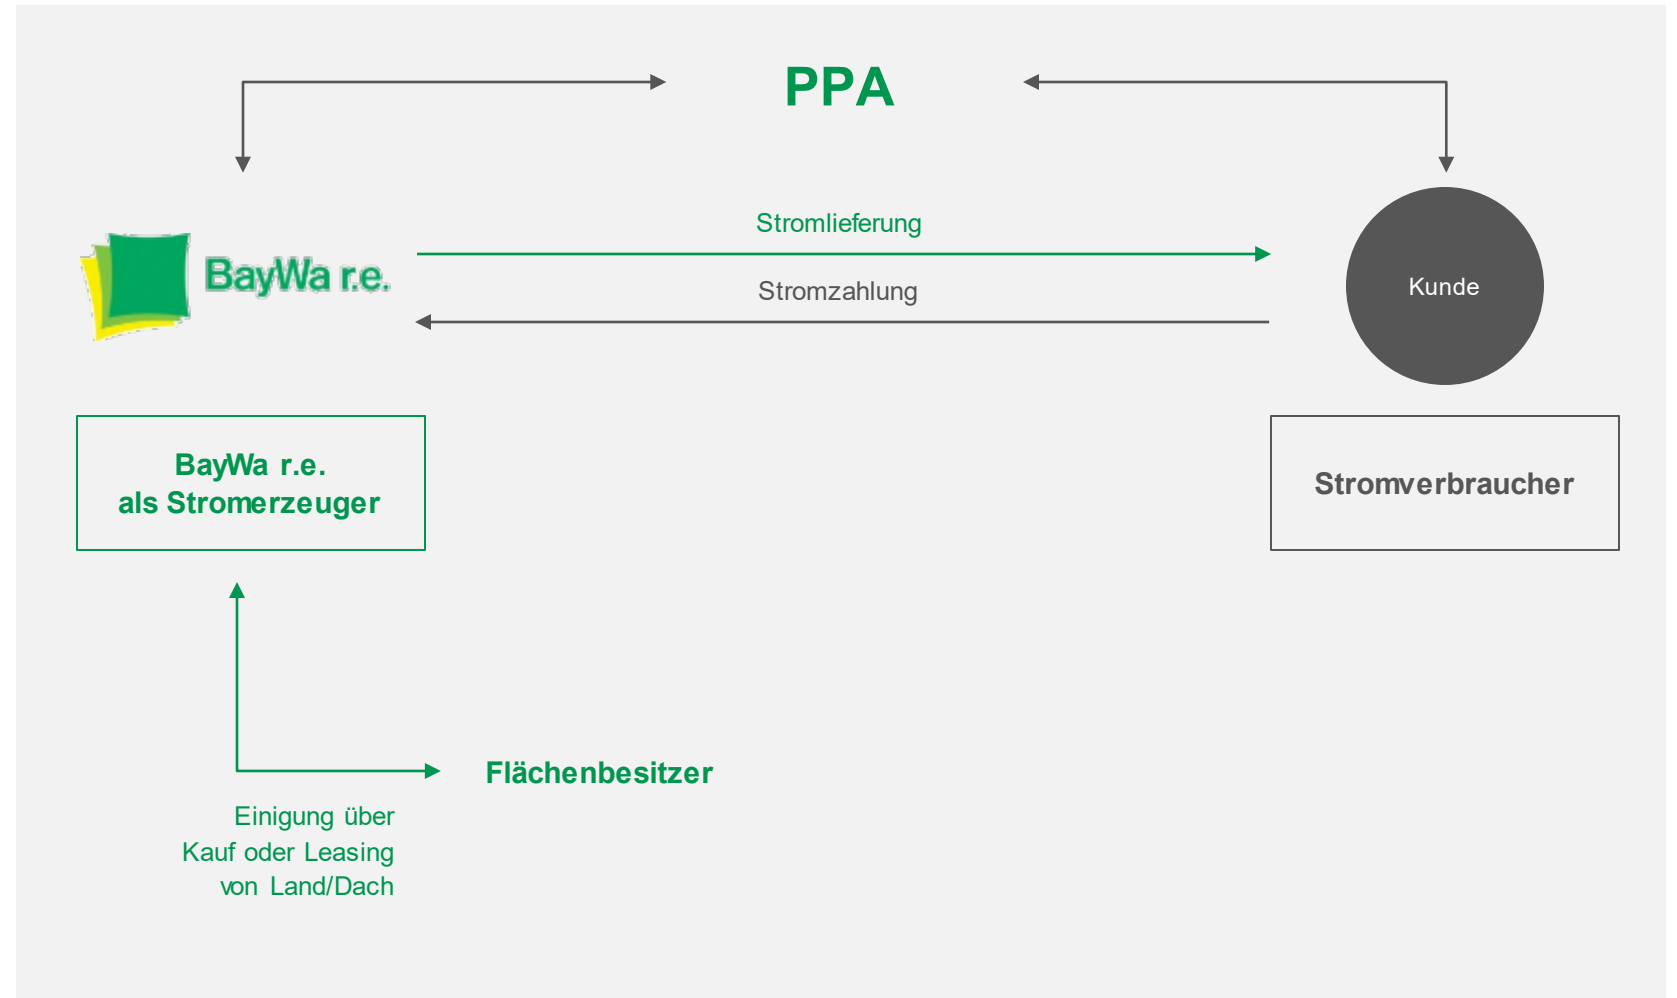 PPA
Stromlieferung
BayWa r.e.
Stromzahlung
Kunde
BayWa r.e.
als Stromerzeuger
Stromverbraucher
Flächenbesitzer
Einigung über
Kauf oder Leasing
von Land/Dach